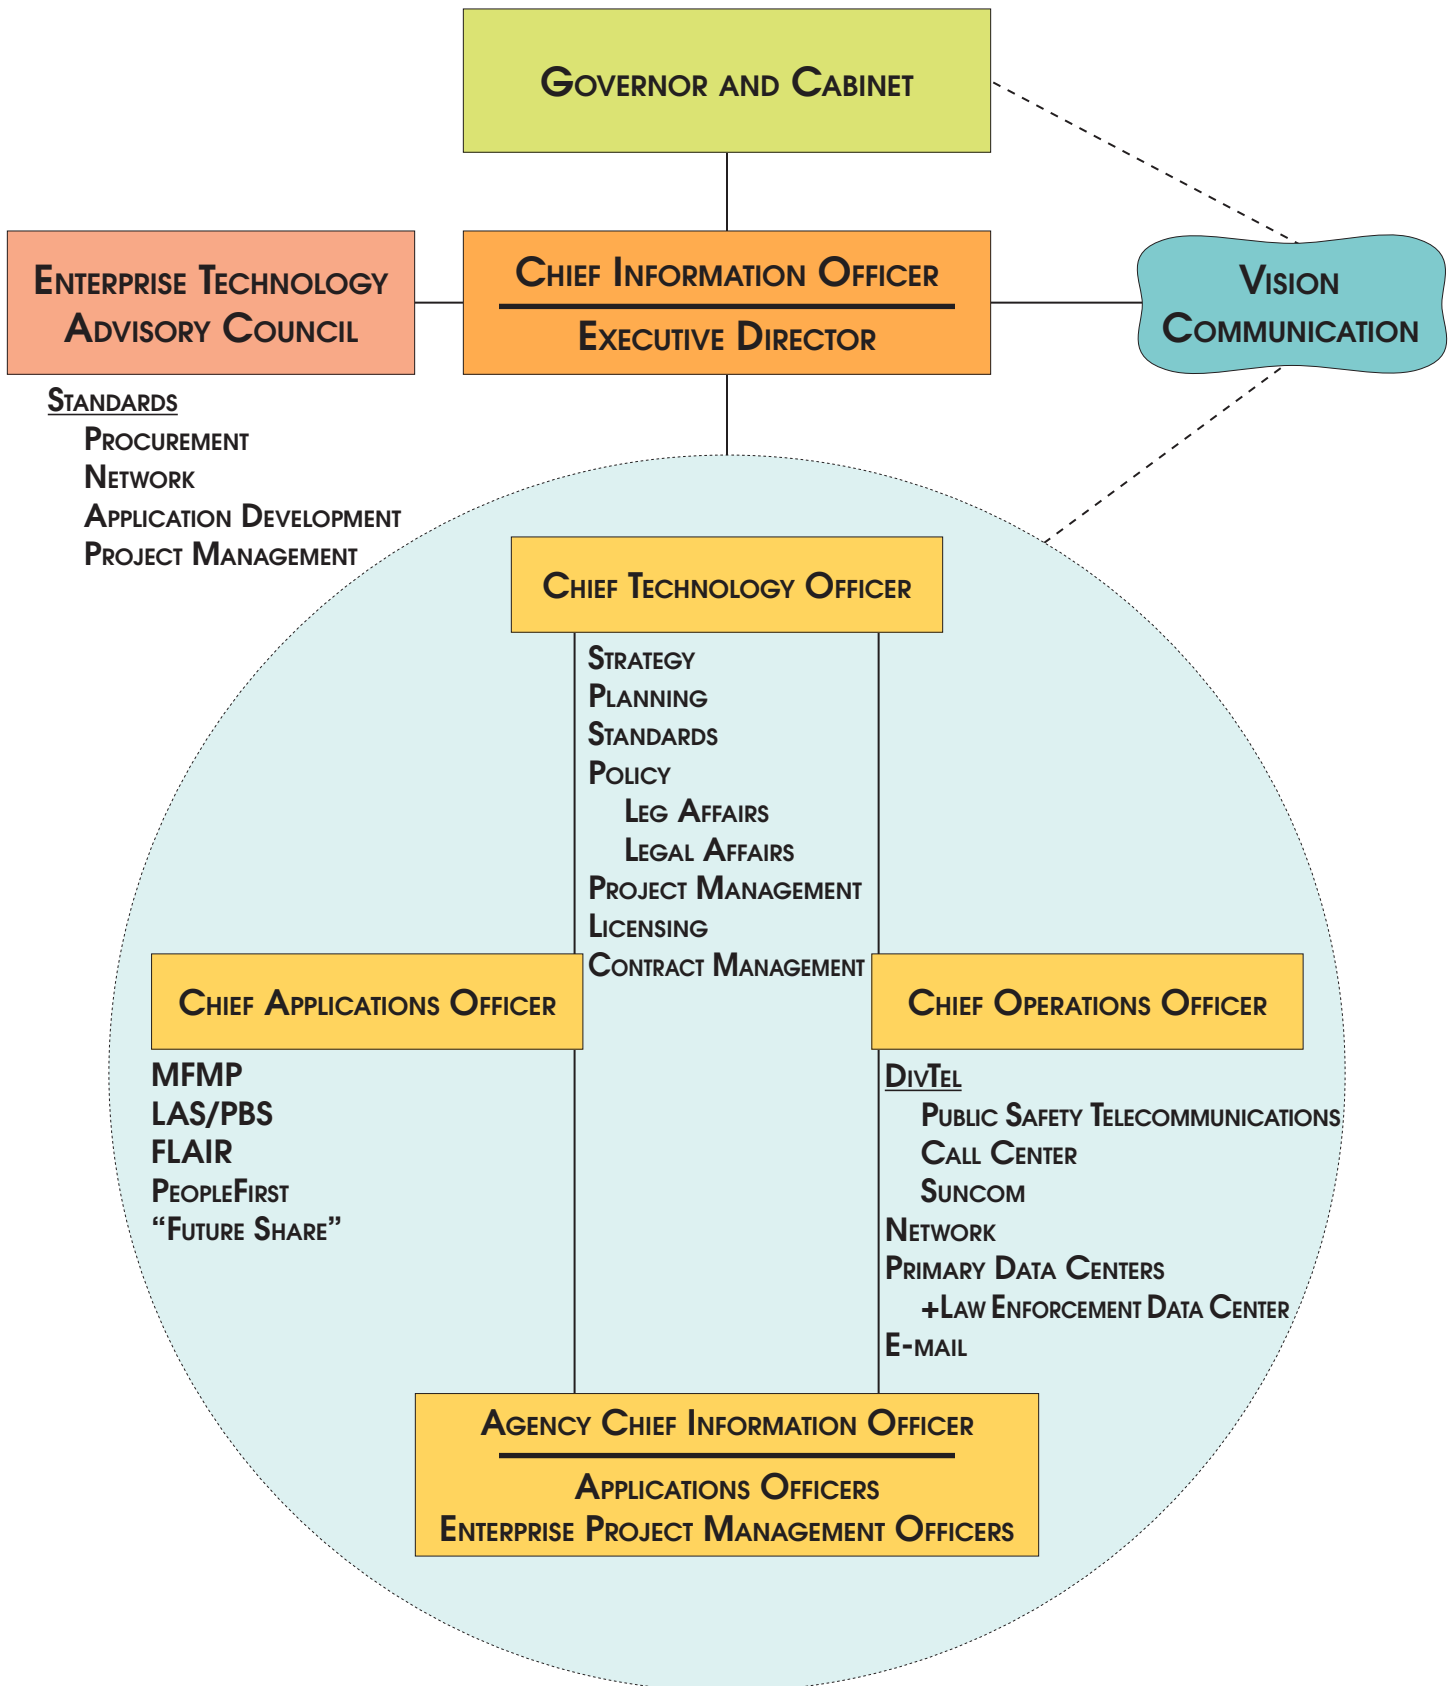 Governor and Cabinet
Enterprise Technology
Advisory Council
Chief Information Officer
Executive Director
Vision
Communication
Standards
Procurement
Network
Application Development
Project Management
Chief Technology Officer
Strategy
Planning
Standards
Policy
Leg Affairs
Legal Affairs
Project Management
Licensing
Contract Management
Chief Applications Officer
MFMP
LAS/PBS
FLAIR
PeopleFirst
“Future Share”
Chief Operations Officer
DivTel
Public Safety Telecommunications
Call Center
Suncom
Network
Primary Data Centers
+Law Enforcement Data Center
E-mail
Agency Chief Information Officer
Applications Officers
Enterprise Project Management Officers